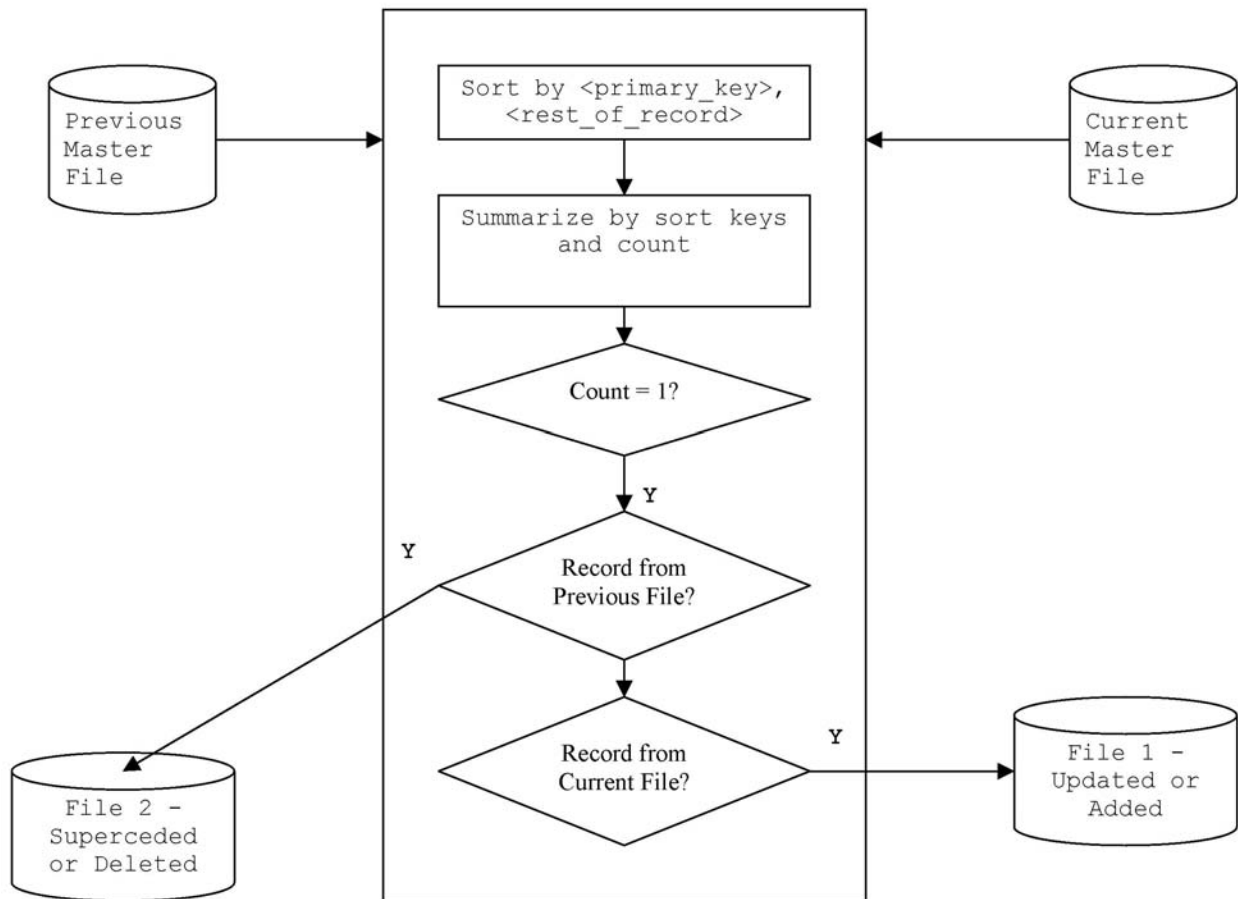 Sort by <primary_key>,
<rest_of_record>
Previous
Master
File
Current
Master
File
Summarize by sort keys
and count
Count = 1?
Y
Y
Record from
Previous File?
Record from
Current File?
Y
File 1 -
Updated or
Added
File 2 -
Superceded
or Deleted